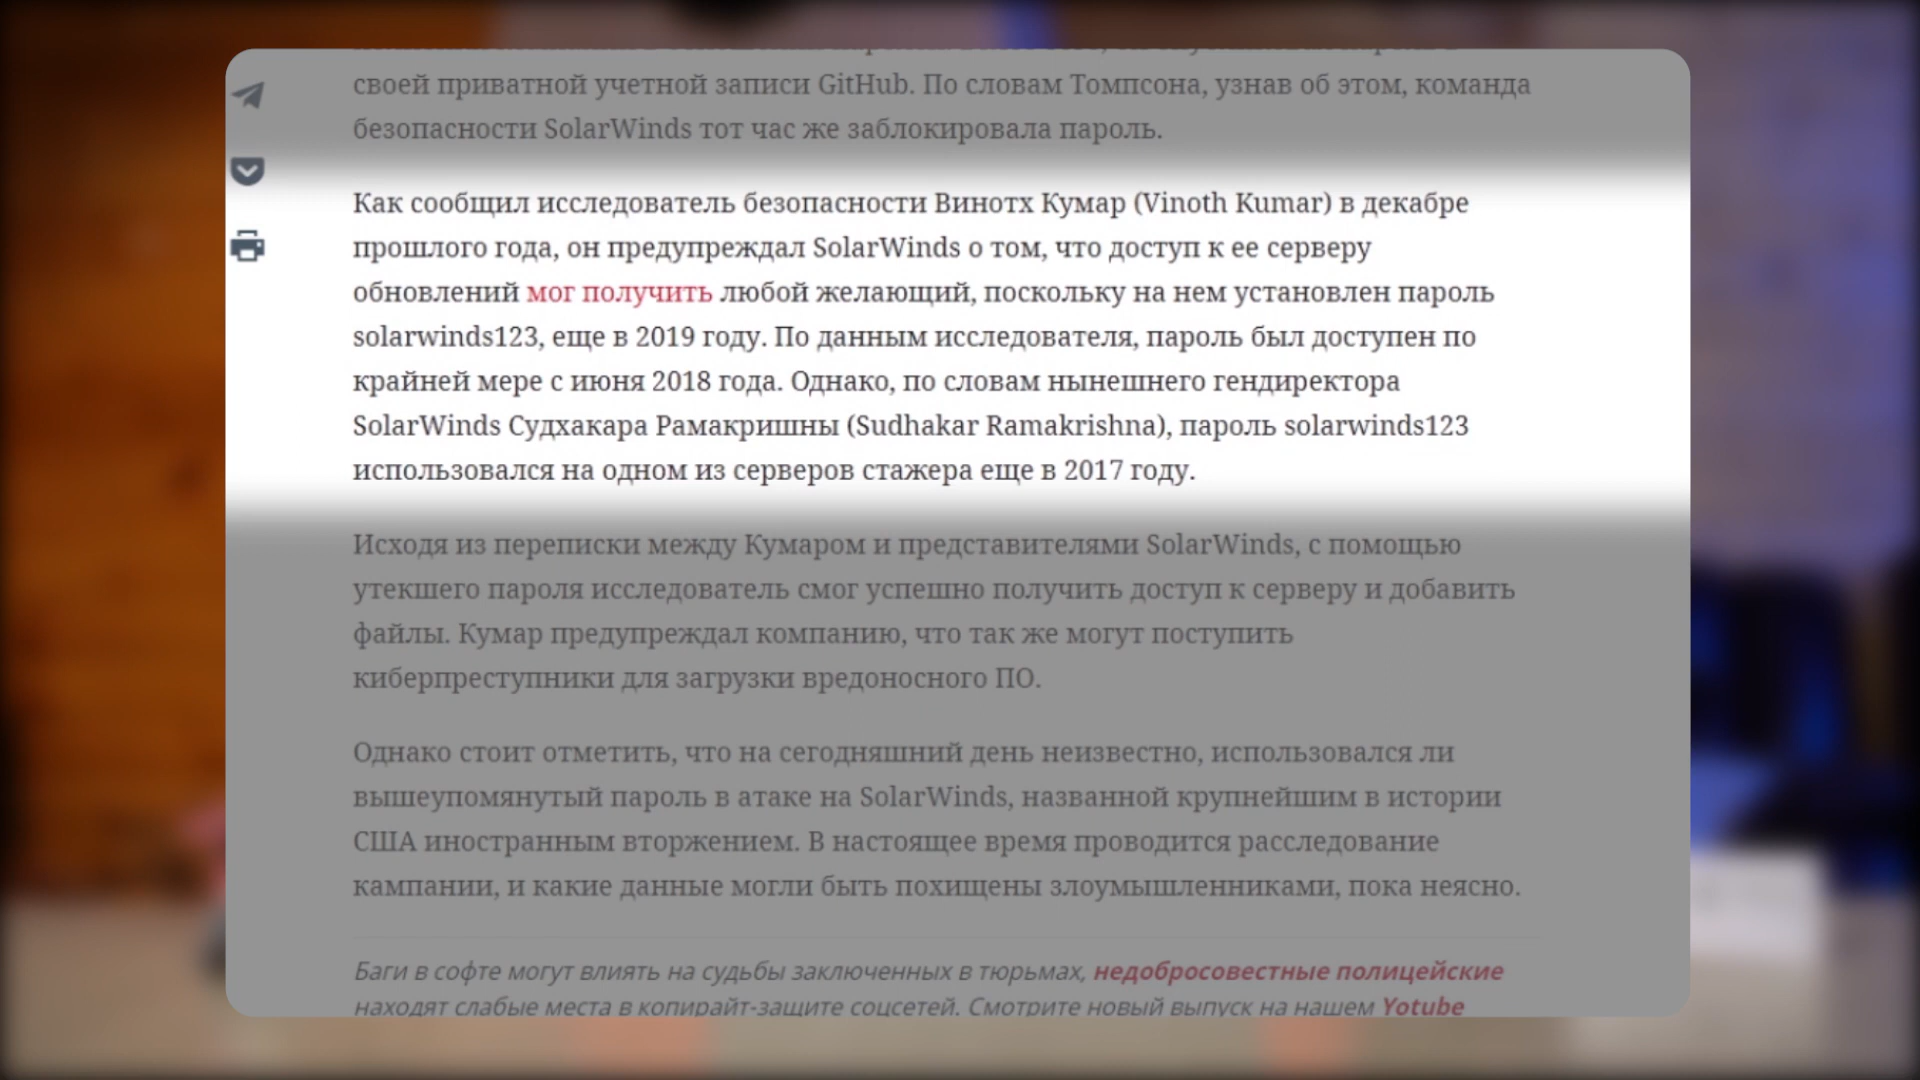 своей приватной учетной записи GitHub. По словам Томпсона, узнав об этом, команда
безопасности SolarWinds тот час же заблокировала пароль.
Как сообщил исследователь безопасности Винотх Кумар (Vinoth Kumar) в декабре
прошлого года, он предупреждал SolarWinds о том, что доступ к ее серверу
обновлений мог получить любой желающий, поскольку на нем установлен пароль
solarwinds123, еще в 2019 году. По данным исследователя, пароль был доступен по
крайней мере с июня 2018 года. Однако, по словам нынешнего гендиректора
SolarWinds Судхакара Рамакришны (Sudhakar Ramakrishna), пароль solarwinds123
использовался на одном из серверов стажера еще в 2017 году.
Исходя из переписки между Кумаром и представителями SolarWinds, с помощью
утекшего пароля исследователь смог успешно получить доступ к серверу и добавить
файлы. Кумар предупреждал компанию, что так же могут поступить
киберпреступники для загрузки вредоносного ПО.
Однако стоит отметить, что на сегодняшний день неизвестно, использовался ли
вышеупомянутый пароль в атаке на SolarWinds, названной крупнейшим в истории
США иностранным вторжением. В настоящее время проводится расследование
кампании, и какие данные могли быть похищены злоумышленниками, пока неясно.
Баги в софте могут влиять на судьбы заключенных в тюрьмах, недобросовестные полицейские
находят слабые места в копирайт-защите соцсетей. Смотрите новый выпуск на нашем Yotube